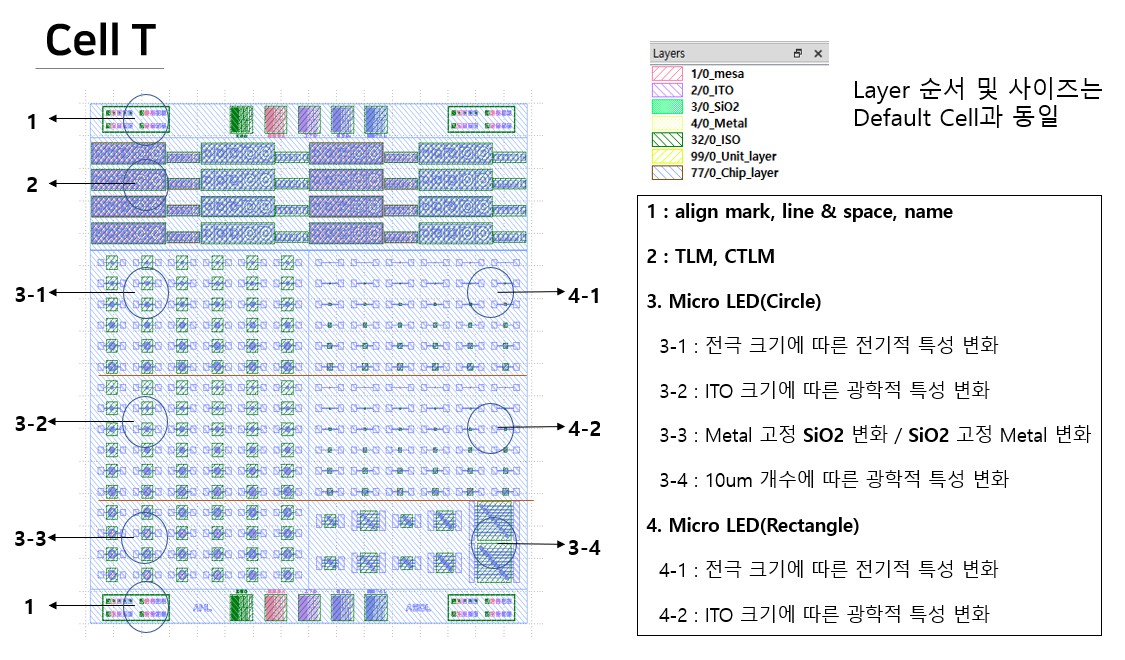 Cell T
Layers
1/0_mesa
2/0_ITO
3/0_SiO2
4/0_Metal
32/0_ISO
99/0_Unit_layer
77/0_Chip_layer
Layer 순서 및 사이즈는
Default Cell과 동일
1
2
3-1
4-1
3-2
4-2
3-3
3-4
1
ANL
1 : align mark, line & space, name
2 : TLM, CTLM
3. Micro LED(Circle)
3-1 : 전극 크기에 따른 전기적 특성 변화
3-2 : ITO 크기에 따른 광학적 특성 변화
3-3 : Metal 고정 SiO2 변화 / SiO2 고정 Metal 변화
3-4 : 10um 개수에 따른 광학적 특성 변화
4. Micro LED(Rectangle)
4-1 : 전극 크기에 따른 전기적 특성 변화
4-2 : ITO 크기에 따른 광학적 특성 변화